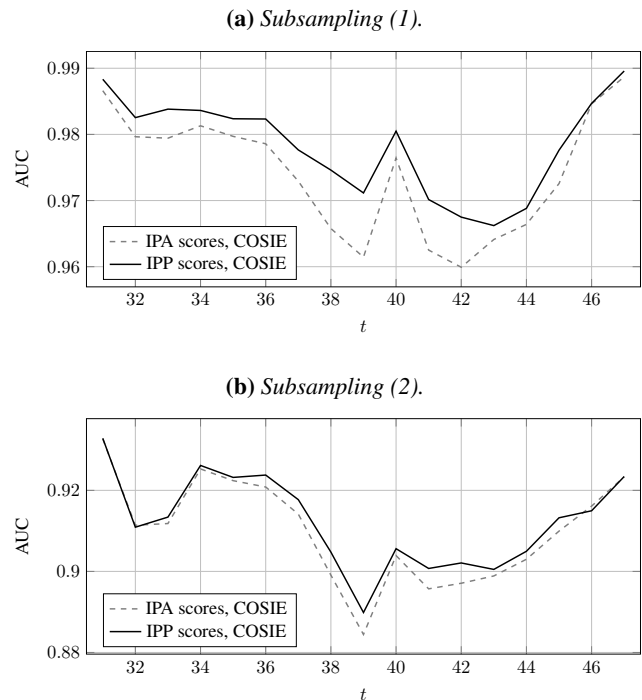 (a) Subsampling (1).
0.99
0.98
0.97
0.96
AUC
IPA scores, COSIE
IPP scores, COSIE
32 34 36 38 40 42 44 46
t
(b) Subsampling (2).
0.92
0.9
0.88
AUC
IPA scores, COSIE
IPP scores, COSIE
32 34 36 38 40 42 44 46
t